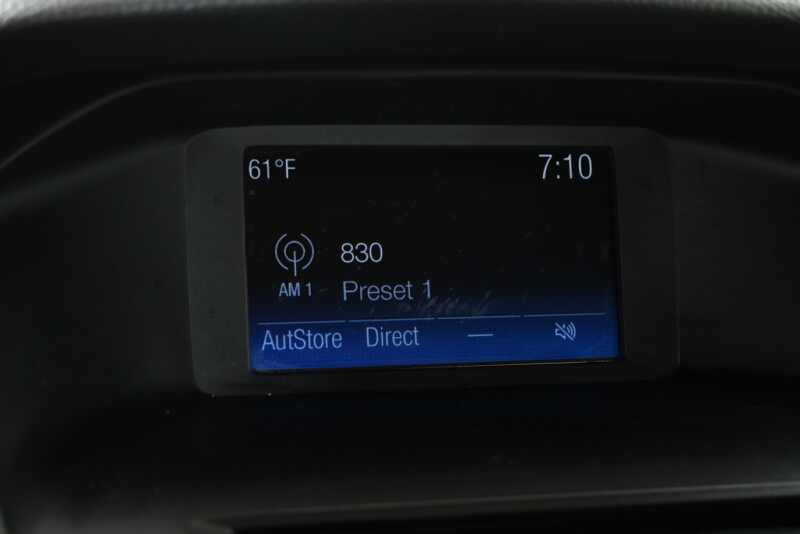 61°F 7:10
830
AM 1 Preset 1
AutStore Direct —